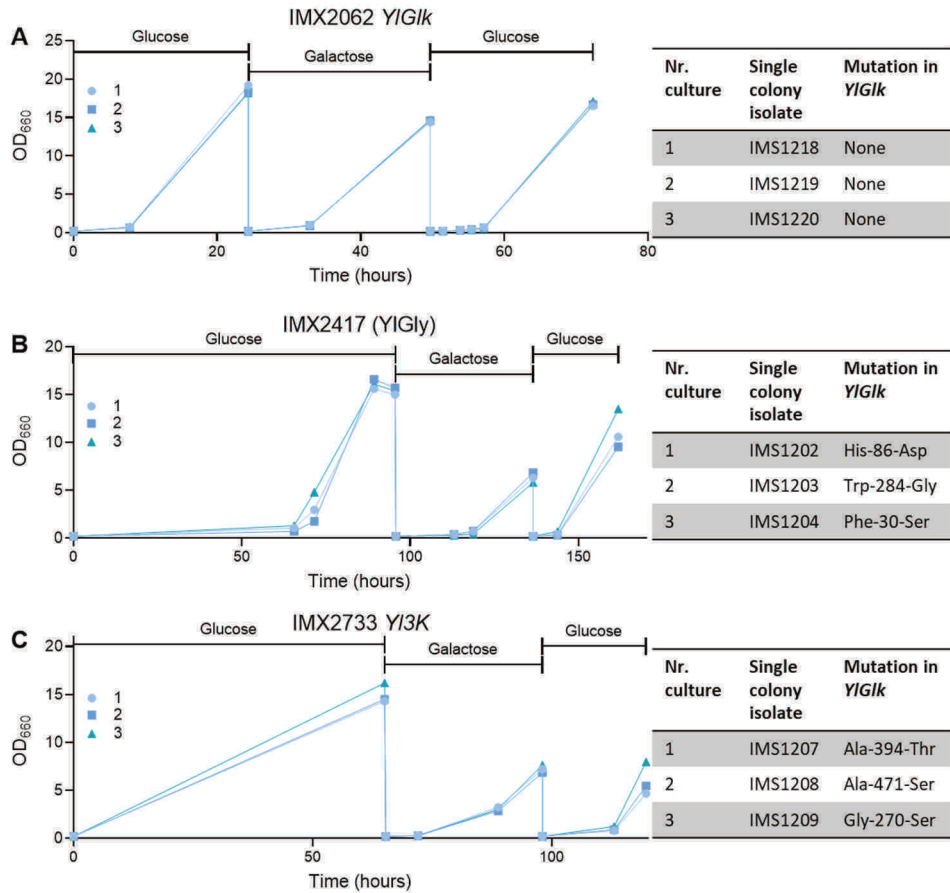 A
IMX2062 YlGlk
Glucose
Galactose
Glucose
OD660
25
20
15
10
5
0
1
2
3
0
20
40
60
80
Time (hours)
Nr. culture Single colony isolate Mutation in YlGlk
1 IMS1218 None
2 IMS1219 None
3 IMS1220 None
B
IMX2417 (YlGly)
Glucose
Galactose
Glucose
OD660
20
15
10
5
0
1
2
3
0
50
100
150
Time (hours)
Nr. culture Single colony isolate Mutation in YlGlk
1 IMS1202 His-86-Asp
2 IMS1203 Trp-284-Gly
3 IMS1204 Phe-30-Ser
C
IMX2733 Yl3K
Glucose
Galactose
Glucose
OD660
20
15
10
5
0
1
2
3
0
50
100
Time (hours)
Nr. culture Single colony isolate Mutation in YlGlk
1 IMS1207 Ala-394-Thr
2 IMS1208 Ala-471-Ser
3 IMS1209 Gly-270-Ser